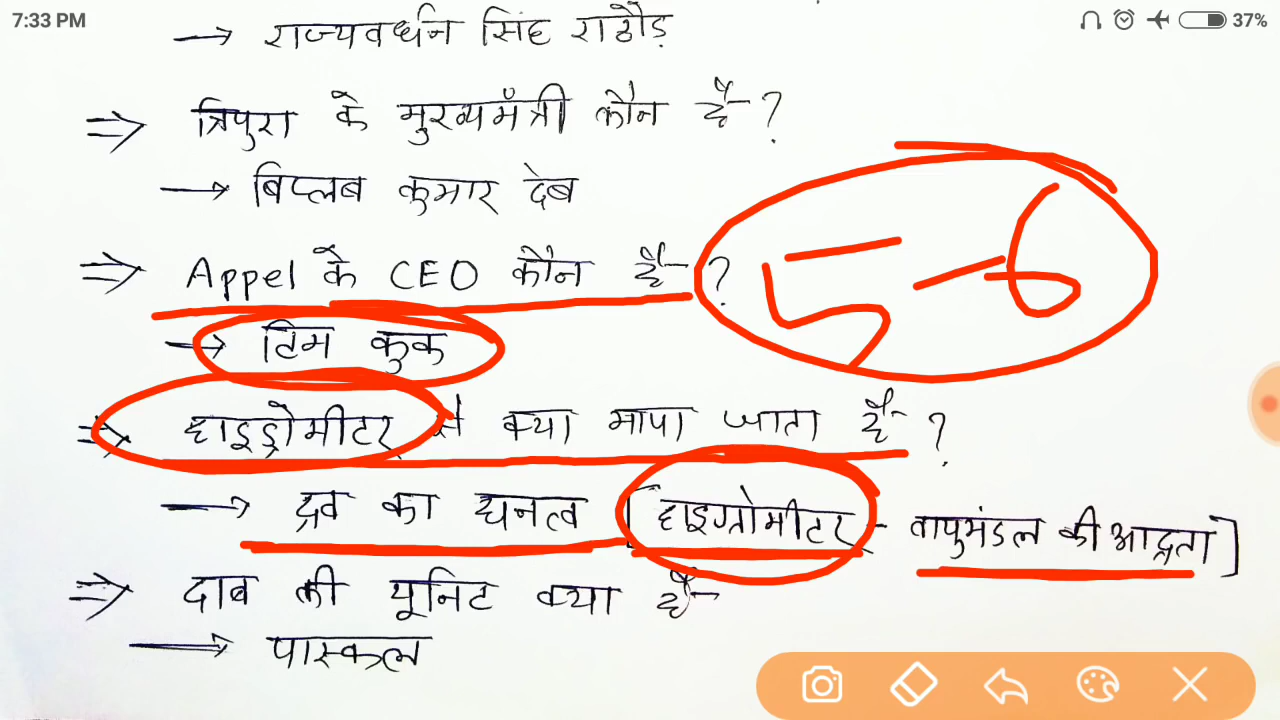 7:33 PM
37%
→ राज्यवर्धन सिंह राठौड़
⇒ त्रिपुरा के मुख्यमँत्री कौन है - ?
→ बिप्लब कुमार देब
⇒ Appel के CEO कौन है - ?
5 - 6
→ टिम कुक
⇒ हाइड्रोमीटर से क्या मापा जाता है - ?
→ द्रव का घनत्व [ हाइग्रोमीटर - वायुमंडल की आद्रता ]
⇒ दाब की यूनिट क्या है -
→ पास्कल